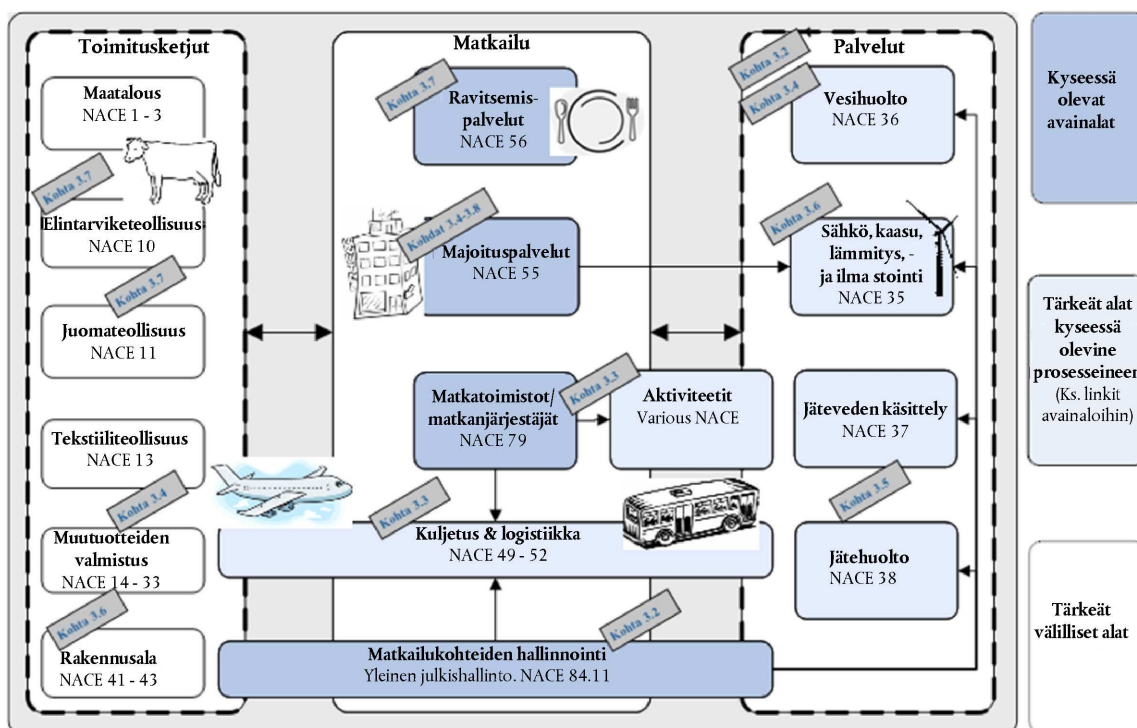 Toimitusketjut
Maatalous
NACE 1 - 3
Kohta 3.7
Elintarviketeollisuus
NACE 10
Kohta 3.7
Juomateollisuus
NACE 11
Tekstiiliteollisuus
NACE 13
Kohta 3.4
Muutuotteiden
valmistus
NACE 14 - 33
Kohta 3.6
Rakennusala
NACE 41 - 43
Matkailu
Kohta 3.7
Ravitsemis-
palvelut
NACE 56
Kohdat 3.4-3.8
Majoituspalvelut
NACE 55
Matkatoimistot/
matkanjärjestäjät
NACE 79
Kohta 3.3
Aktiviteetit
Various NACE
Kohta 3.3
Kuljetus & logistiikka
NACE 49 - 52
Kohta 3.2
Matkailukohteiden hallinnointi
Yleinen julkishallinto. NACE 84.11
Palvelut
Kohta 3.2
Kohta 3.4
Vesihuolto
NACE 36
Kohta 3.6
Sähkö, kaasu,
lämmitys, -
ja ilma stointi
NACE 35
Jäteveden käsittely
NACE 37
Kohta 3.5
Jätehuolto
NACE 38
Kyseessä
olevat
avainalat
Tärkeät alat
kyseessä
olevine
prosesseineen
(Ks. linkit
avainaloihin)
Tärkeät
välilliset alat